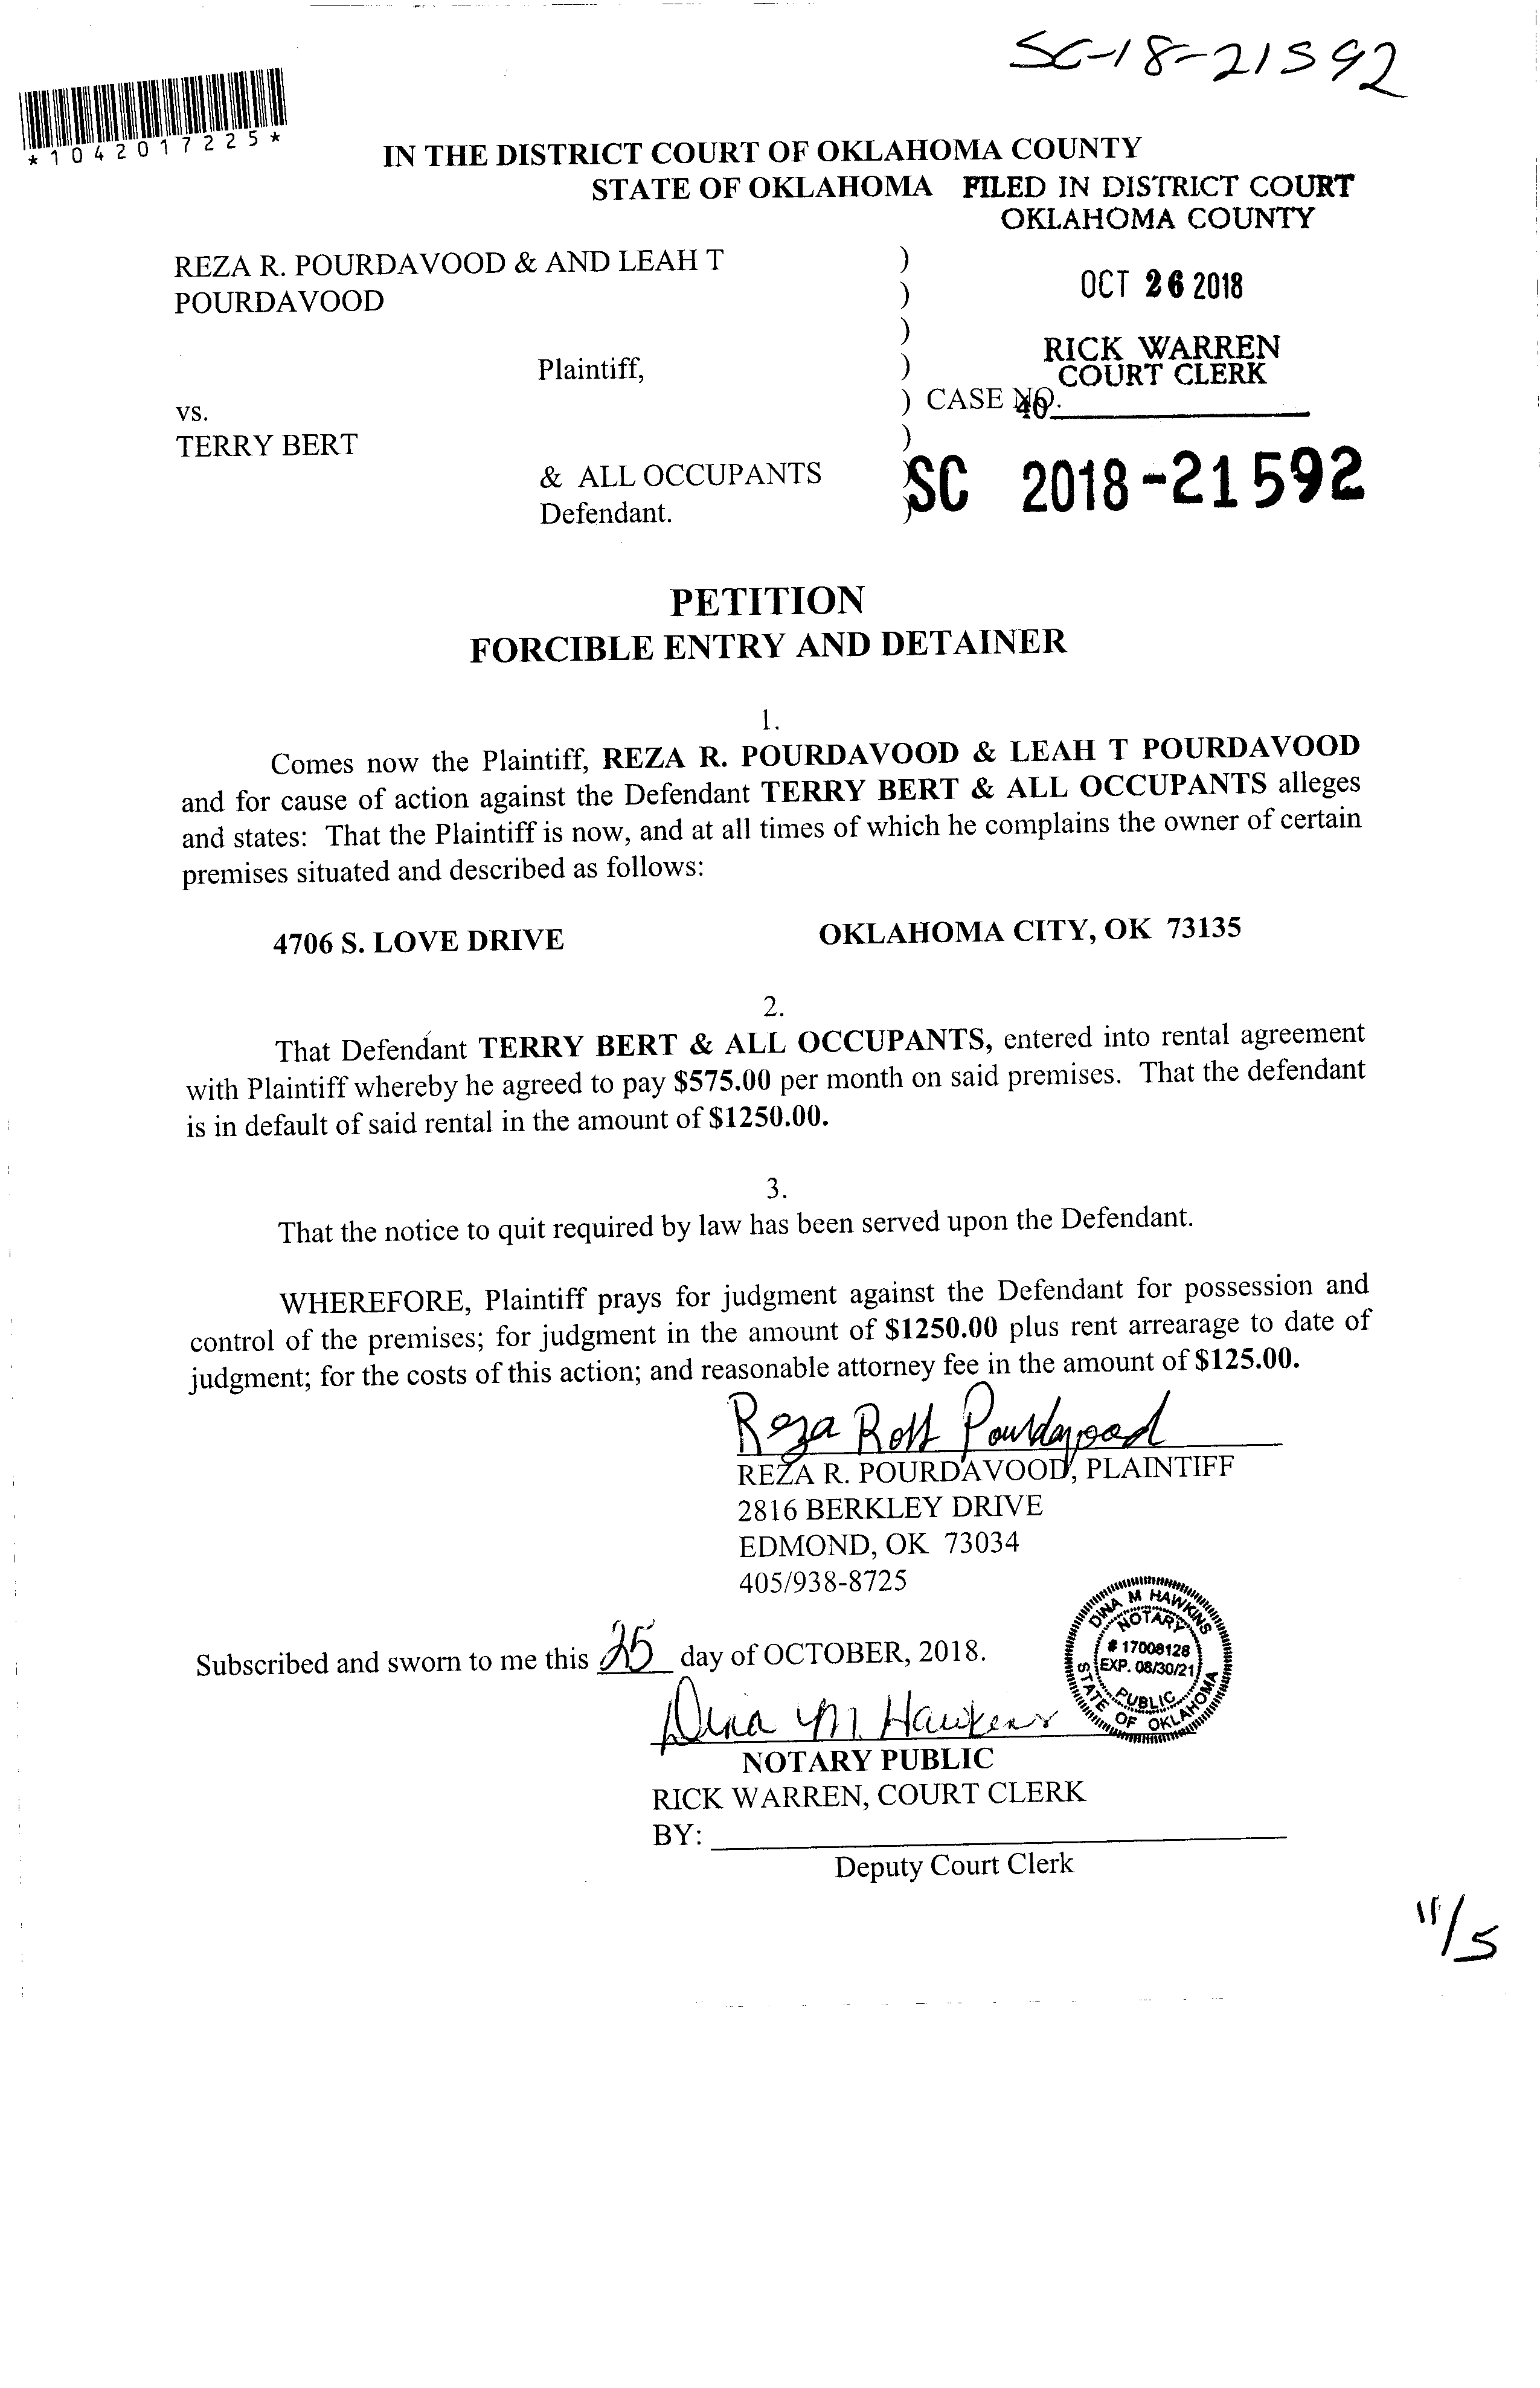 SC-18-21592
*1042017225*
IN THE DISTRICT COURT OF OKLAHOMA COUNTY
STATE OF OKLAHOMA FILED IN DISTRICT COURT
OKLAHOMA COUNTY
REZA R. POURDAVOOD & AND LEAH T )
POURDAVOOD ) OCT 26 2018
)
RICK WARREN
Plaintiff, ) COURT CLERK
vs. ) CASE NO. 40
TERRY BERT )
& ALL OCCUPANTS ) SC 2018-21592
Defendant. )
PETITION
FORCIBLE ENTRY AND DETAINER
1.
Comes now the Plaintiff, REZA R. POURDAVOOD & LEAH T POURDAVOOD
and for cause of action against the Defendant TERRY BERT & ALL OCCUPANTS alleges
and states: That the Plaintiff is now, and at all times of which he complains the owner of certain
premises situated and described as follows:
4706 S. LOVE DRIVE OKLAHOMA CITY, OK 73135
2.
That Defendant TERRY BERT & ALL OCCUPANTS, entered into rental agreement
with Plaintiff whereby he agreed to pay $575.00 per month on said premises. That the defendant
is in default of said rental in the amount of $1250.00.
3.
That the notice to quit required by law has been served upon the Defendant.
WHEREFORE, Plaintiff prays for judgment against the Defendant for possession and
control of the premises; for judgment in the amount of $1250.00 plus rent arrearage to date of
judgment; for the costs of this action; and reasonable attorney fee in the amount of $125.00.
Reza Pourdavood
REZA R. POURDAVOOD, PLAINTIFF
2816 BERKLEY DRIVE
EDMOND, OK 73034
405/938-8725
DINA M HAWKINS
NOTARY
# 17008128
EXP. 08/30/21
PUBLIC
STATE OF OKLAHOMA
Subscribed and sworn to me this 25 day of OCTOBER, 2018.
Dina M. Hawkins
NOTARY PUBLIC
RICK WARREN, COURT CLERK
BY:
Deputy Court Clerk
11/5